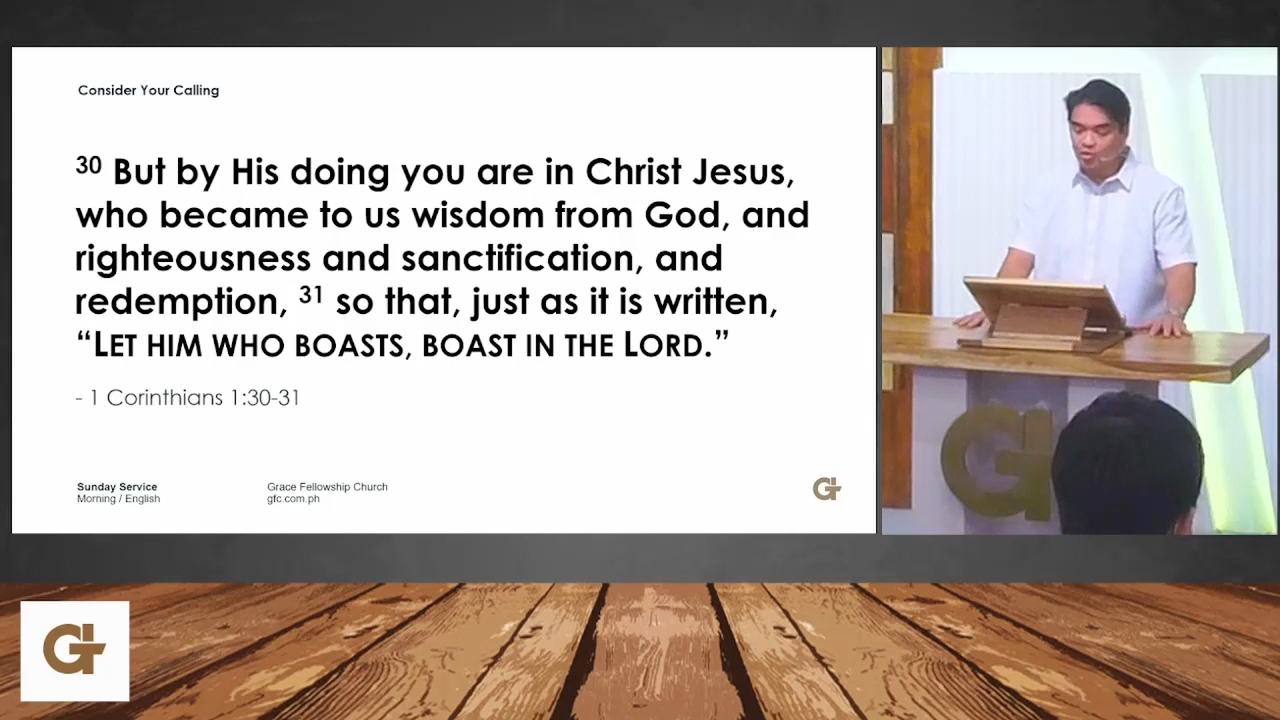 Consider Your Calling
30 But by His doing you are in Christ Jesus,
who became to us wisdom from God, and
righteousness and sanctification, and
redemption, 31 so that, just as it is written,
“LET HIM WHO BOASTS, BOAST IN THE LORD.”
- 1 Corinthians 1:30-31
Sunday Service
Morning / English
Grace Fellowship Church
gfc.com.ph